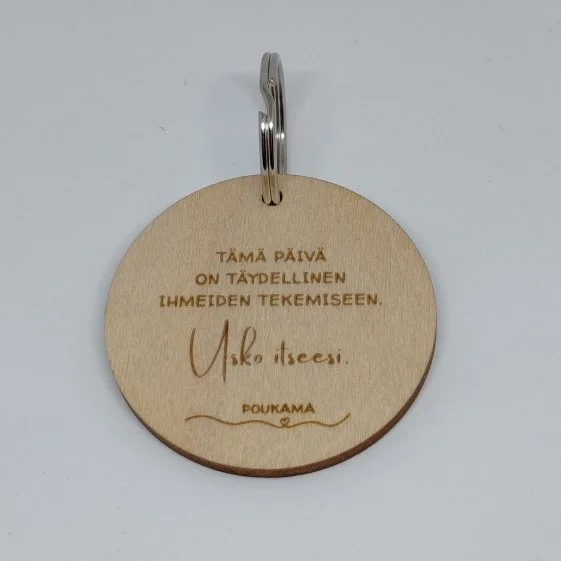 TÄMÄ PÄIVÄ
ON TÄYDELLINEN
IHMEIDEN TEKEMISEEN.
Usko itseesi.
POUKAMA